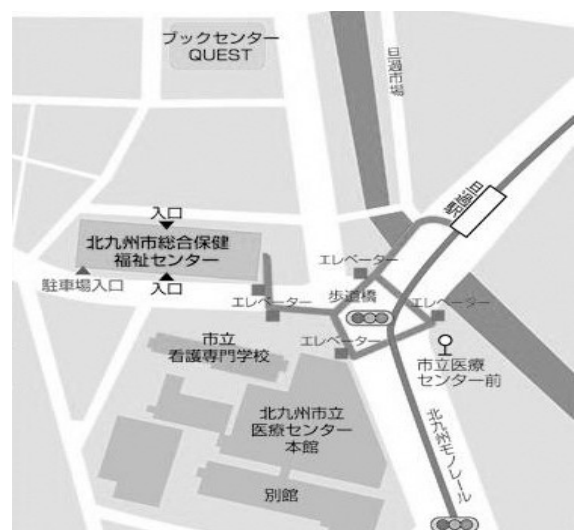 ブックセンター
QUEST
旦過市場
旦過駅
入口
北九州市総合保健
福祉センター
駐車場入口
入口
エレベーター
エレベーター
歩道橋
エレベーター
エレベーター
市立
看護専門学校
市立医療
センター前
北九州市立
医療センター
本館
別館
北九州モノレール